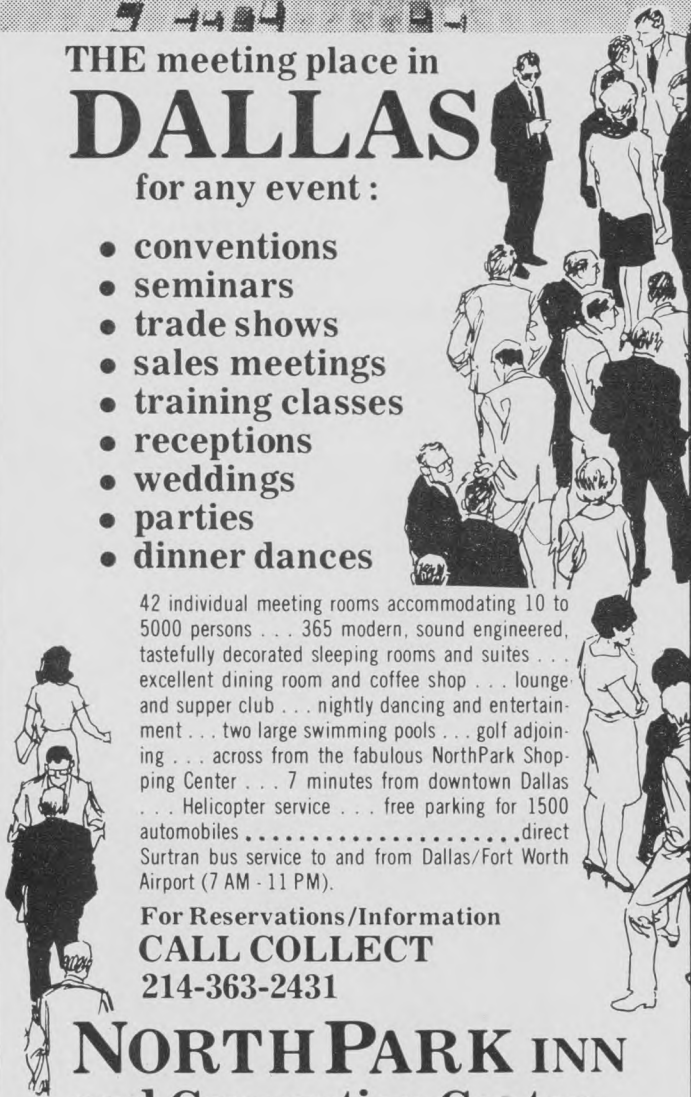 THE meeting place in
DALLAS
for any event :
• conventions
• seminars
• trade shows
• sales meetings
• training classes
• receptions
• weddings
• parties
• dinner dances
42 individual meeting rooms accommodating 10 to
5000 persons . . . 365 modern, sound engineered,
tastefully decorated sleeping rooms and suites . . .
excellent dining room and coffee shop . . . lounge
and supper club . . . nightly dancing and entertain-
ment . . . two large swimming pools . . . golf adjoin-
ing . . . across from the fabulous NorthPark Shop-
ping Center . . . 7 minutes from downtown Dallas
. . . Helicopter service . . . free parking for 1500
automobiles . . . . . . . . . . . . . . . . . . . . . . direct
Surtran bus service to and from Dallas/Fort Worth
Airport (7 AM - 11 PM).
For Reservations/Information
CALL COLLECT
214-363-2431
NORTHPARK INN